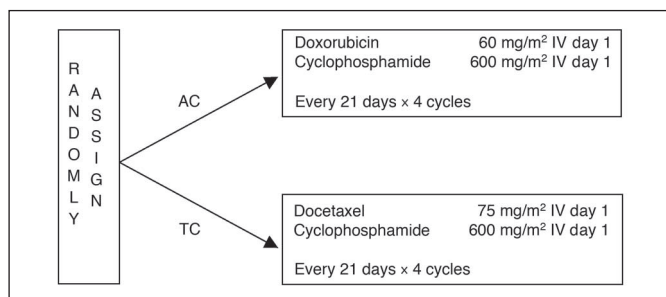 RANDOMLY
ASSIGN
AC
Doxorubicin 60 mg/m² IV day 1
Cyclophosphamide 600 mg/m² IV day 1
Every 21 days × 4 cycles
TC
Docetaxel 75 mg/m² IV day 1
Cyclophosphamide 600 mg/m² IV day 1
Every 21 days × 4 cycles